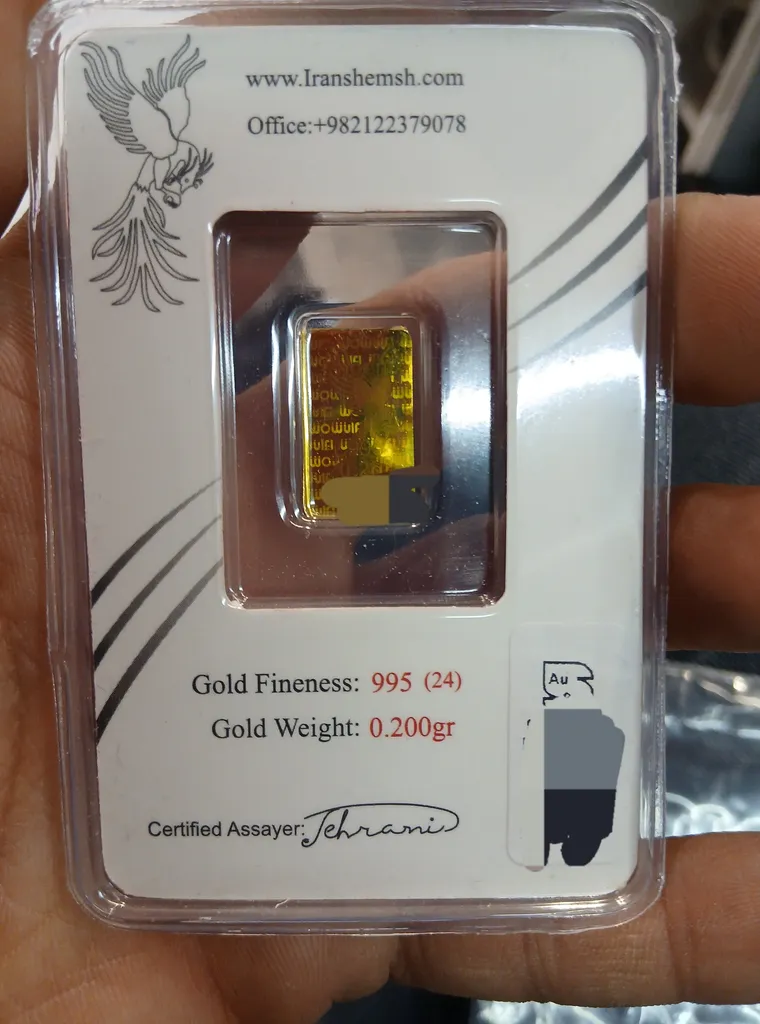 www.Iranshemsh.com
Office:+982122379078
Gold Fineness: 995 (24)
Gold Weight: 0.200gr
Certified Assayer: Tehrani
Au